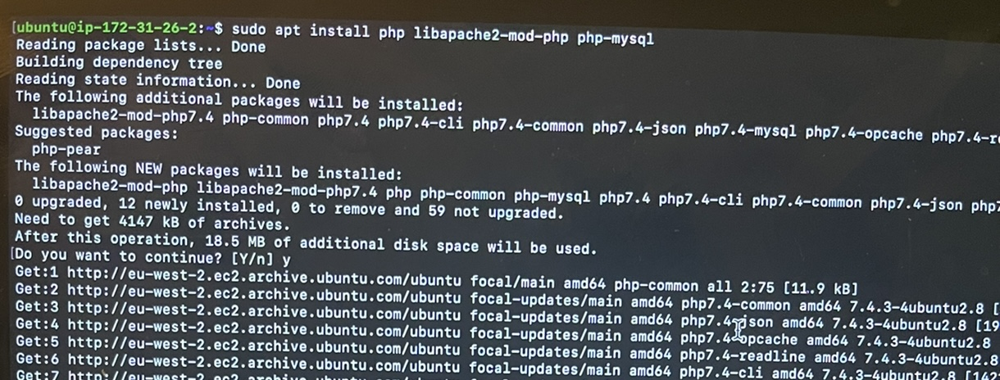 [ubuntu@ip-172-31-26-2:~$ sudo apt install php libapache2-mod-php php-mysql
Reading package lists... Done
Building dependency tree
Reading state information... Done
The following additional packages will be installed:
libapache2-mod-php7.4 php-common php7.4 php7.4-cli php7.4-common php7.4-json php7.4-mysql php7.4-opcache php7.4-re
Suggested packages:
php-pear
The following NEW packages will be installed:
libapache2-mod-php libapache2-mod-php7.4 php php-common php-mysql php7.4 php7.4-cli php7.4-common php7.4-json php7
0 upgraded, 12 newly installed, 0 to remove and 59 not upgraded.
Need to get 4147 kB of archives.
After this operation, 18.5 MB of additional disk space will be used.
[Do you want to continue? [Y/n] y
Get:1 http://eu-west-2.ec2.archive.ubuntu.com/ubuntu focal/main amd64 php-common all 2:75 [11.9 kB]
Get:2 http://eu-west-2.ec2.archive.ubuntu.com/ubuntu focal-updates/main amd64 php7.4-common amd64 7.4.3-4ubuntu2.8 [
Get:3 http://eu-west-2.ec2.archive.ubuntu.com/ubuntu focal-updates/main amd64 php7.4-json amd64 7.4.3-4ubuntu2.8 [19
Get:4 http://eu-west-2.ec2.archive.ubuntu.com/ubuntu focal-updates/main amd64 php7.4-opcache amd64 7.4.3-4ubuntu2.8
Get:5 http://eu-west-2.ec2.archive.ubuntu.com/ubuntu focal-updates/main amd64 php7.4-readline amd64 7.4.3-4ubuntu2.8
Get:6 http://eu-west-2.ec2.archive.ubuntu.com/ubuntu focal-updates/main amd64 php7.4-cli amd64 7.4.3-4ubuntu2.8 [142
Get:7 http://eu-west-2.ec2